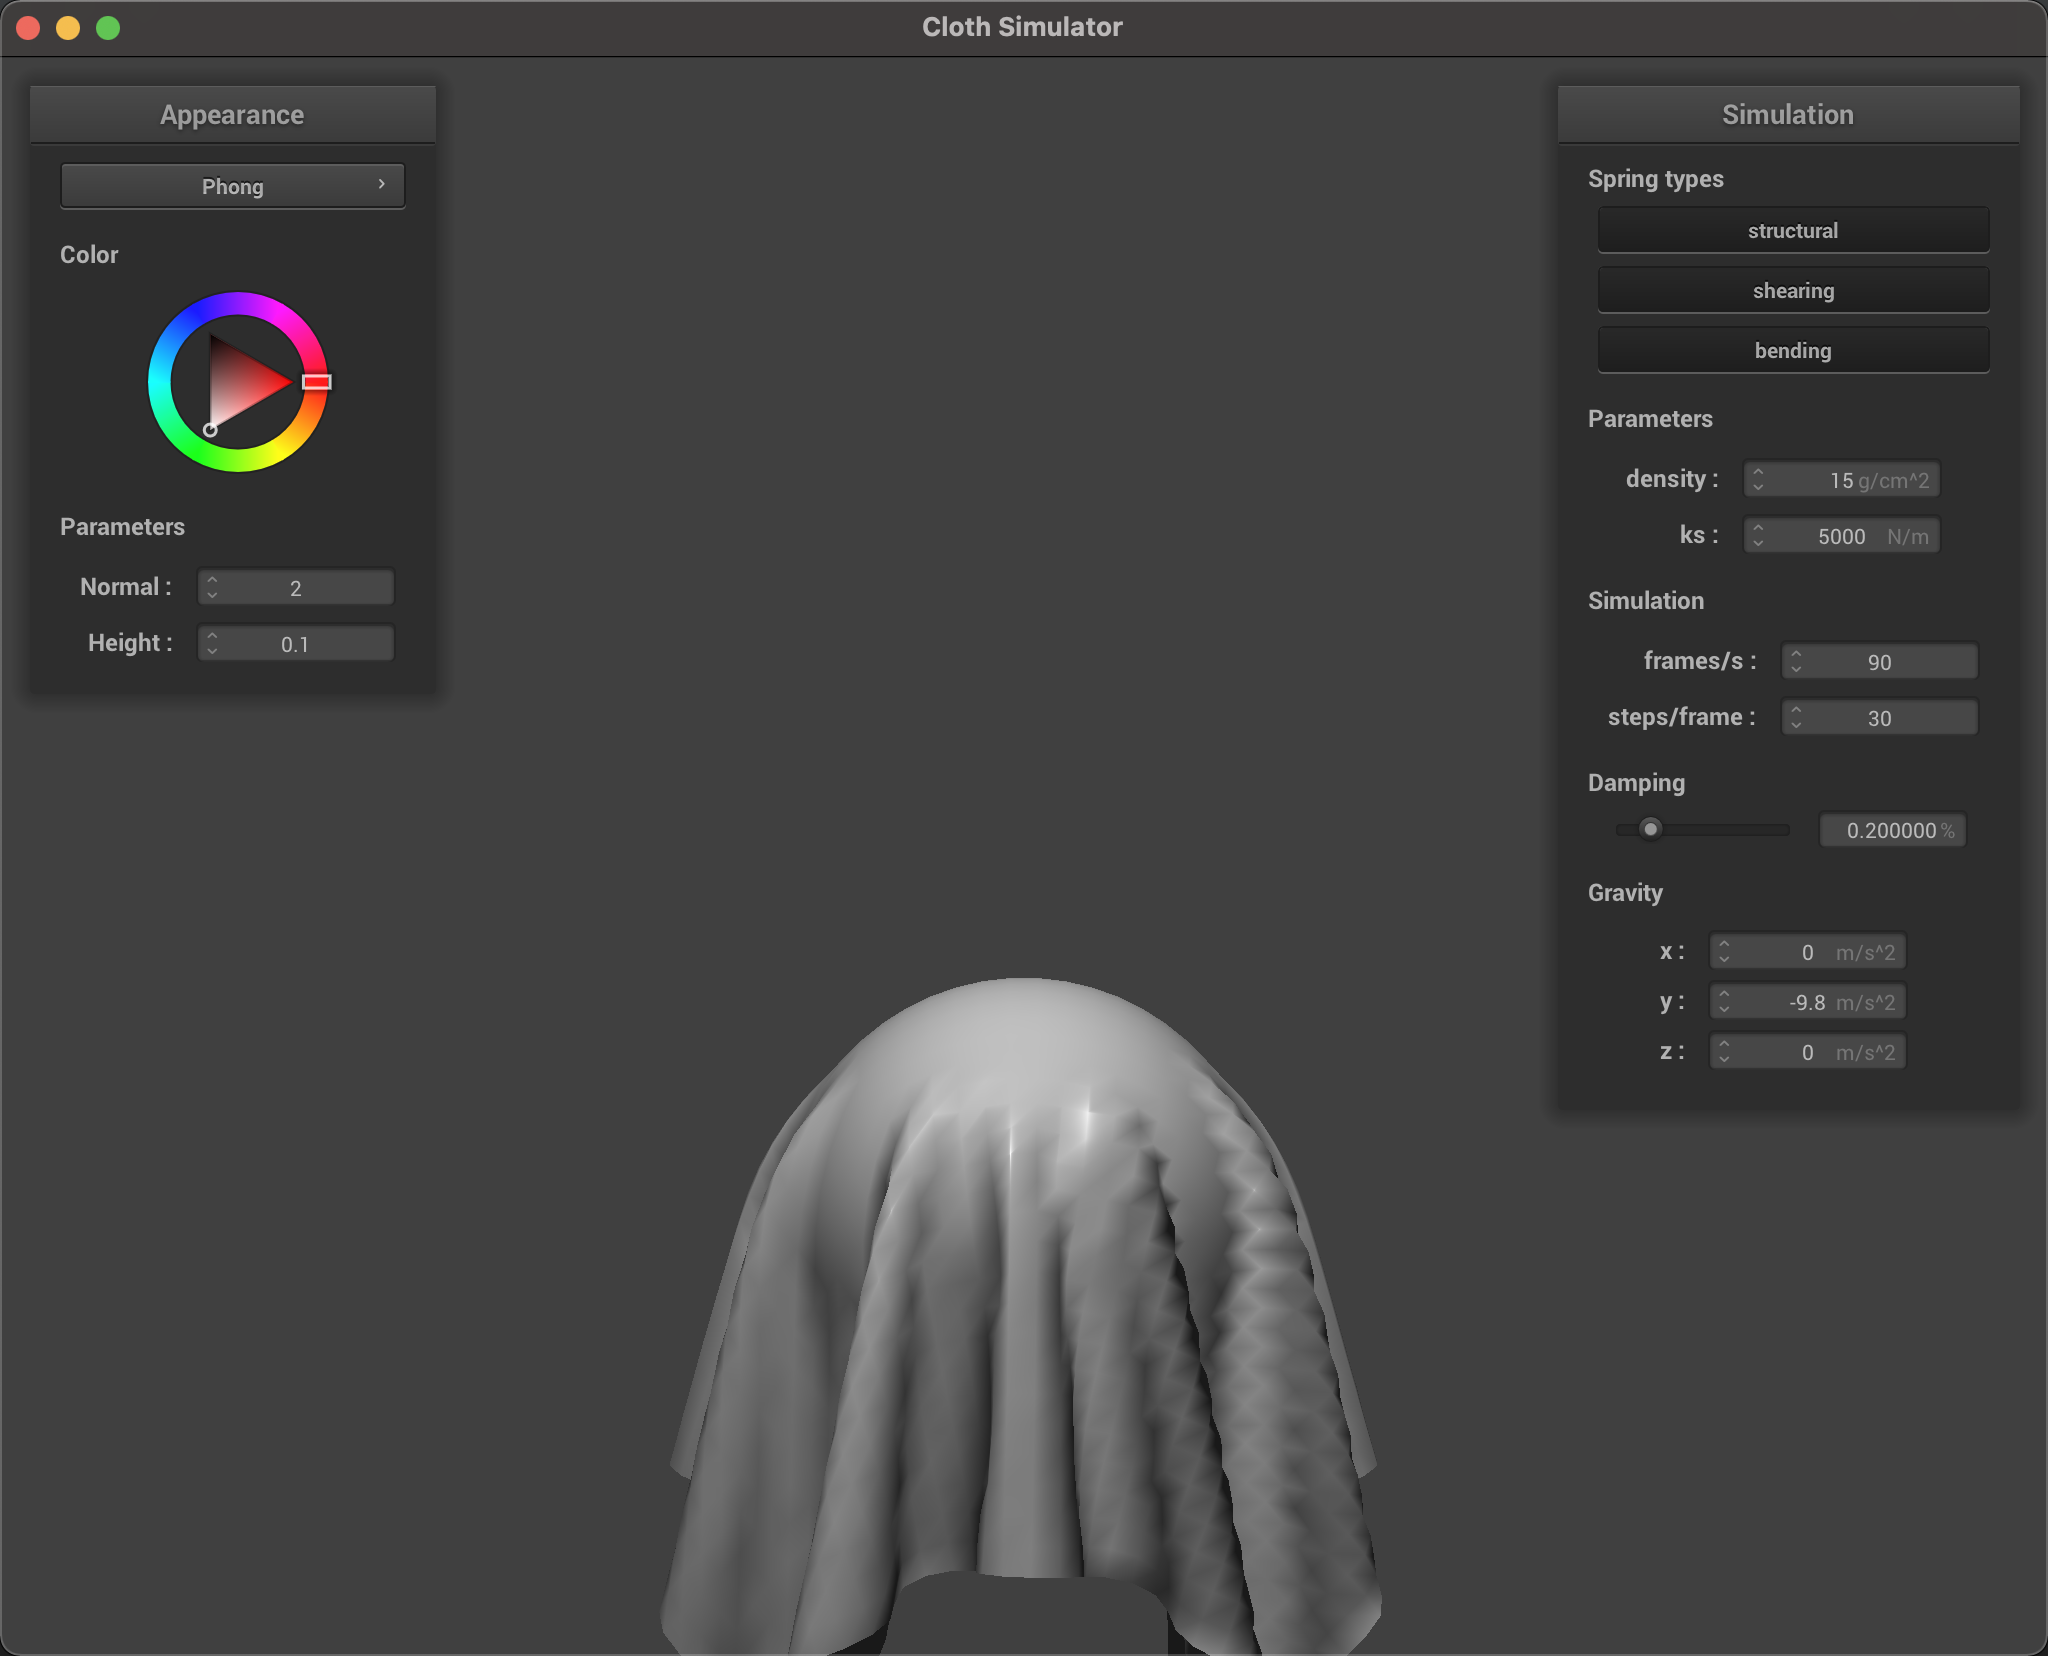 Cloth Simulator
Appearance
Phong
Color
Parameters
Normal : 2
Height : 0.1
Simulation
Spring types
structural
shearing
bending
Parameters
density : 15 g/cm^2
ks : 5000 N/m
Simulation
frames/s : 90
steps/frame : 30
Damping
0.200000 %
Gravity
x : 0 m/s^2
y : -9.8 m/s^2
z : 0 m/s^2